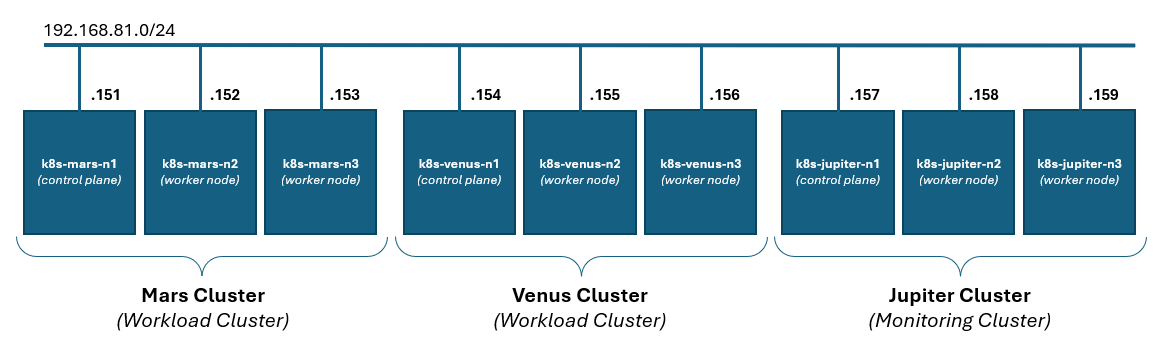 192.168.81.0/24
.151
.152
.153
.154
.155
.156
.157
.158
.159
k8s-mars-n1
(control plane)
k8s-mars-n2
(worker node)
k8s-mars-n3
(worker node)
k8s-venus-n1
(control plane)
k8s-venus-n2
(worker node)
k8s-venus-n3
(worker node)
k8s-jupiter-n1
(control plane)
k8s-jupiter-n2
(worker node)
k8s-jupiter-n3
(worker node)
Mars Cluster
(Workload Cluster)
Venus Cluster
(Workload Cluster)
Jupiter Cluster
(Monitoring Cluster)